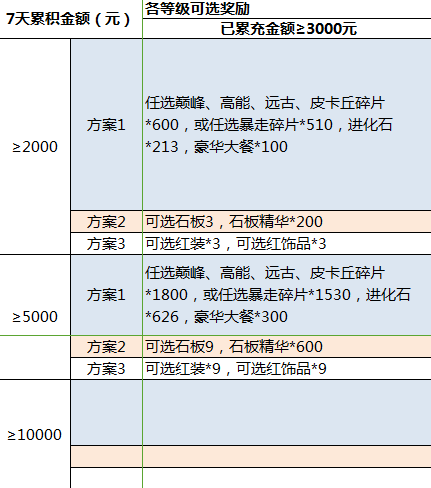 7天累积金额（元）
各等级可选奖励
已累充金额≥3000元
≥2000
方案1
任选巅峰、高能、远古、皮卡丘碎片
*600，或任选暴走碎片*510，进化石
*213，豪华大餐*100
方案2
可选石板3，石板精华*200
方案3
可选红装*3，可选红饰品*3
≥5000
方案1
任选巅峰、高能、远古、皮卡丘碎片
*1800，或任选暴走碎片*1530，进化石
*626，豪华大餐*300
方案2
可选石板9，石板精华*600
方案3
可选红装*9，可选红饰品*9
≥10000